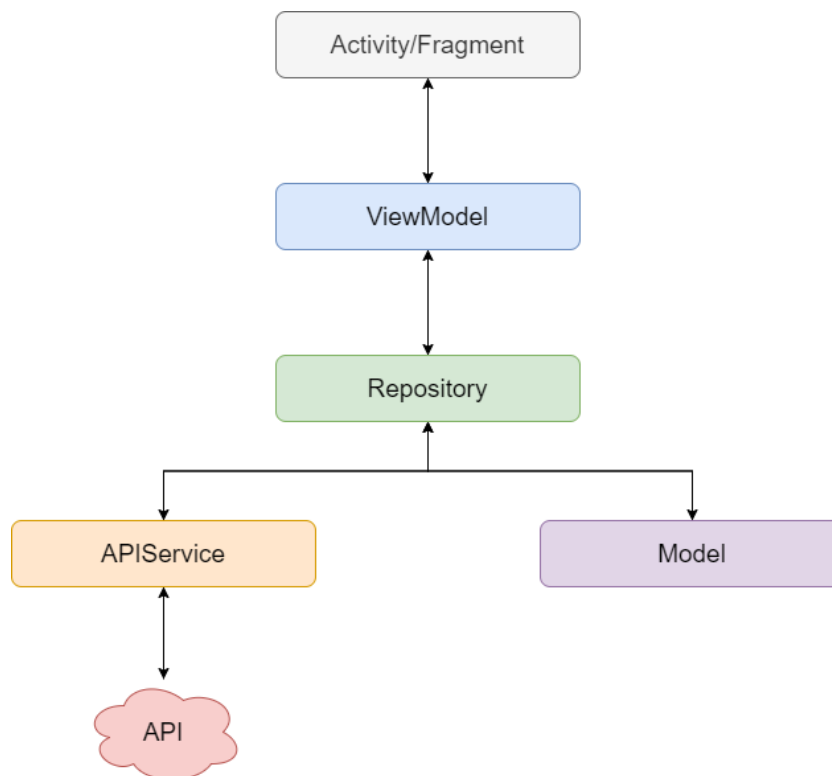 Activity/Fragment
ViewModel
Repository
APIService
Model
API